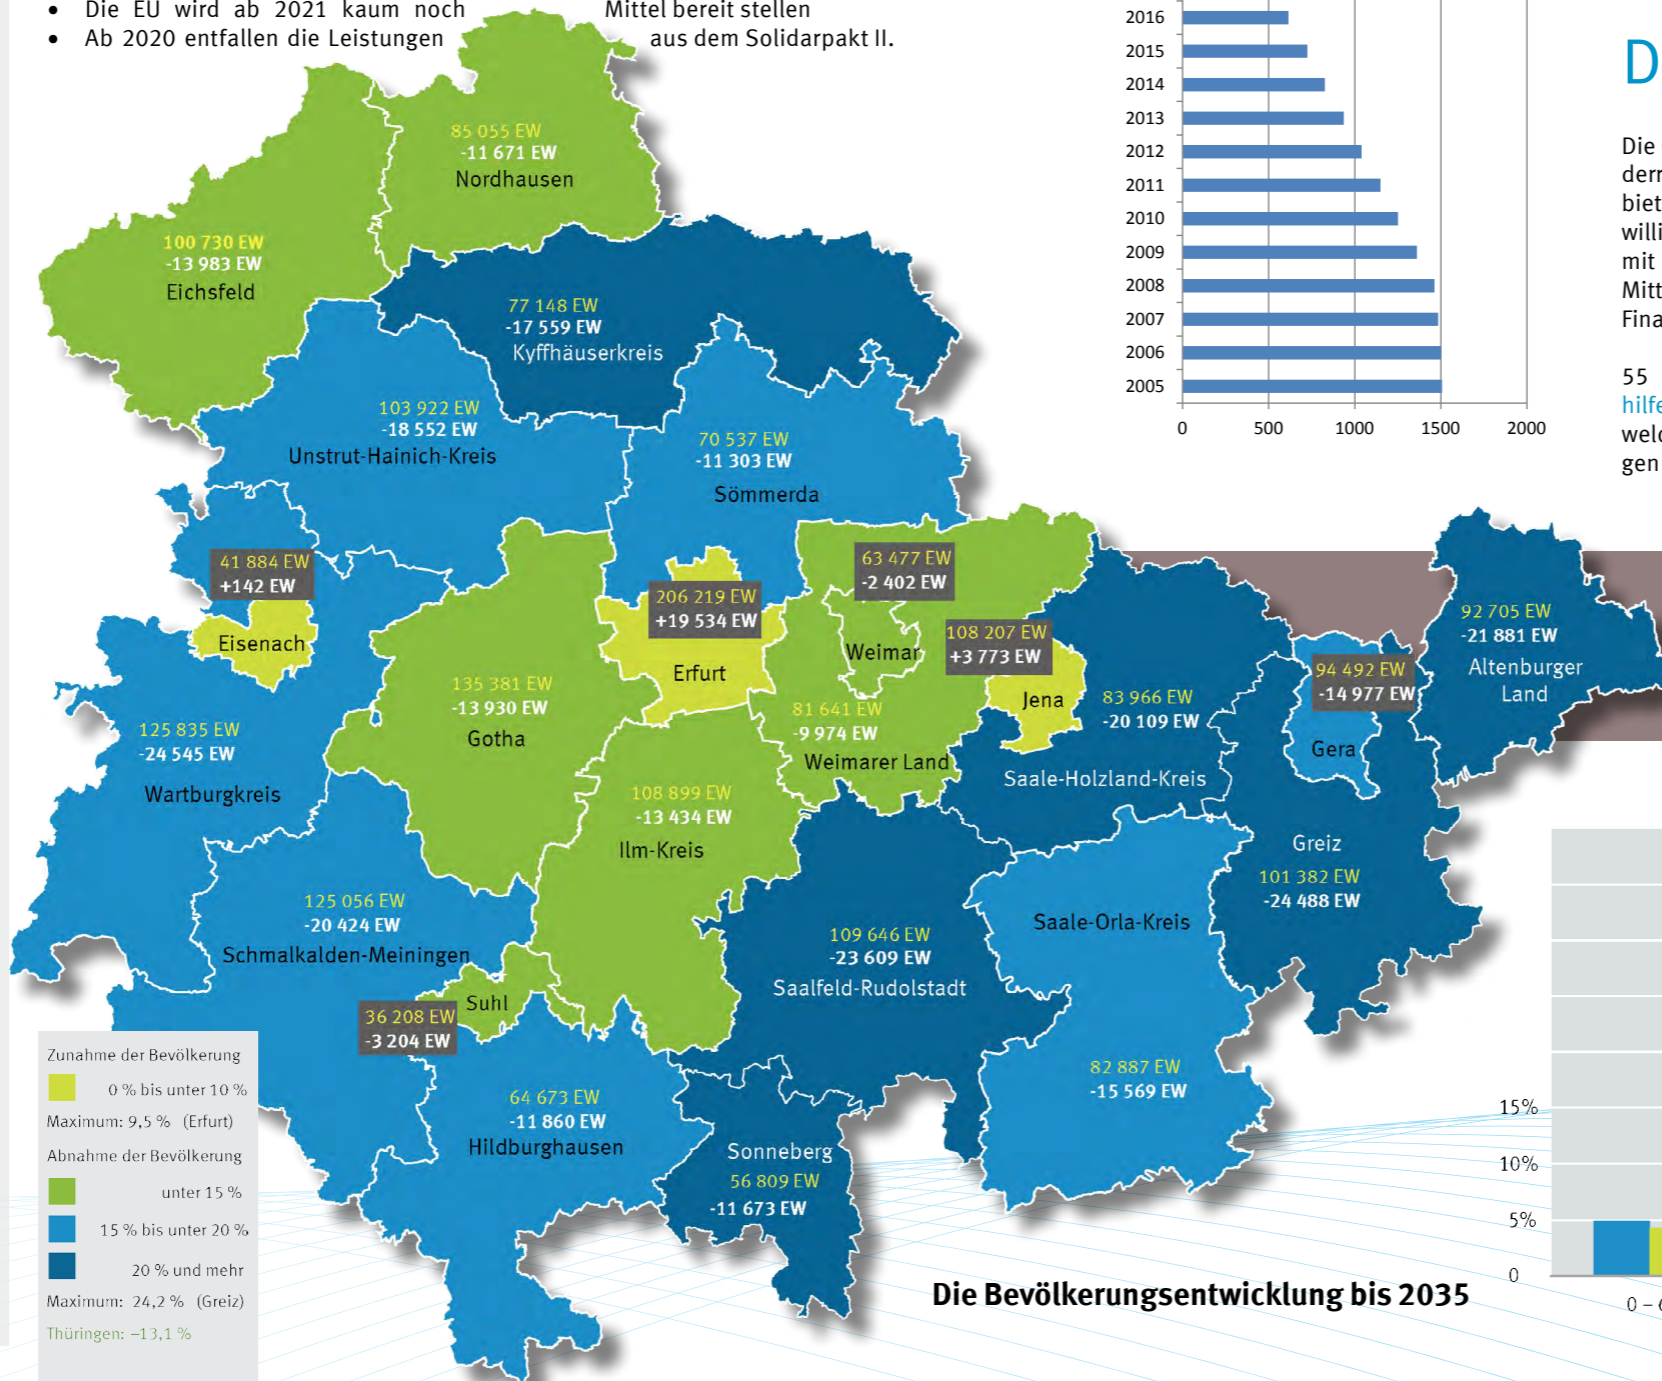 • Die EU wird ab 2021 kaum noch Mittel bereit stellen
• Ab 2020 entfallen die Leistungen aus dem Solidarpakt II.
85 055 EW
-11 671 EW
Nordhausen
100 730 EW
-13 983 EW
Eichsfeld
77 148 EW
-17 559 EW
Kyffhäuserkreis
103 922 EW
-18 552 EW
Unstrut-Hainich-Kreis
70 537 EW
-11 303 EW
Sömmerda
41 884 EW
+142 EW
Eisenach
206 219 EW
+19 534 EW
Erfurt
63 477 EW
-2 402 EW
Weimar
108 207 EW
+3 773 EW
Jena
135 381 EW
-13 930 EW
Gotha
81 641 EW
-9 974 EW
Weimarer Land
83 966 EW
-20 109 EW
Saale-Holzland-Kreis
94 492 EW
-14 977 EW
Gera
92 705 EW
-21 881 EW
Altenburger
Land
125 835 EW
-24 545 EW
Wartburgkreis
108 899 EW
-13 434 EW
Ilm-Kreis
Greiz
101 382 EW
-24 488 EW
125 056 EW
-20 424 EW
Schmalkalden-Meiningen
109 646 EW
-23 609 EW
Saalfeld-Rudolstadt
Saale-Orla-Kreis
82 887 EW
-15 569 EW
Suhl
36 208 EW
-3 204 EW
64 673 EW
-11 860 EW
Hildburghausen
Sonneberg
56 809 EW
-11 673 EW
Zunahme der Bevölkerung
0 % bis unter 10 %
Maximum: 9,5 % (Erfurt)
Abnahme der Bevölkerung
unter 15 %
15 % bis unter 20 %
20 % und mehr
Maximum: 24,2 % (Greiz)
Thüringen: –13,1 %
Die Bevölkerungsentwicklung bis 2035
2016
2015
2014
2013
2012
2011
2010
2009
2008
2007
2006
2005
0 500 1000 1500 2000
D
Die
derr
biet
willi
mit
Mitt
Fina
55
hilfe
welc
gen
15%
10%
5%
0
0 – 6